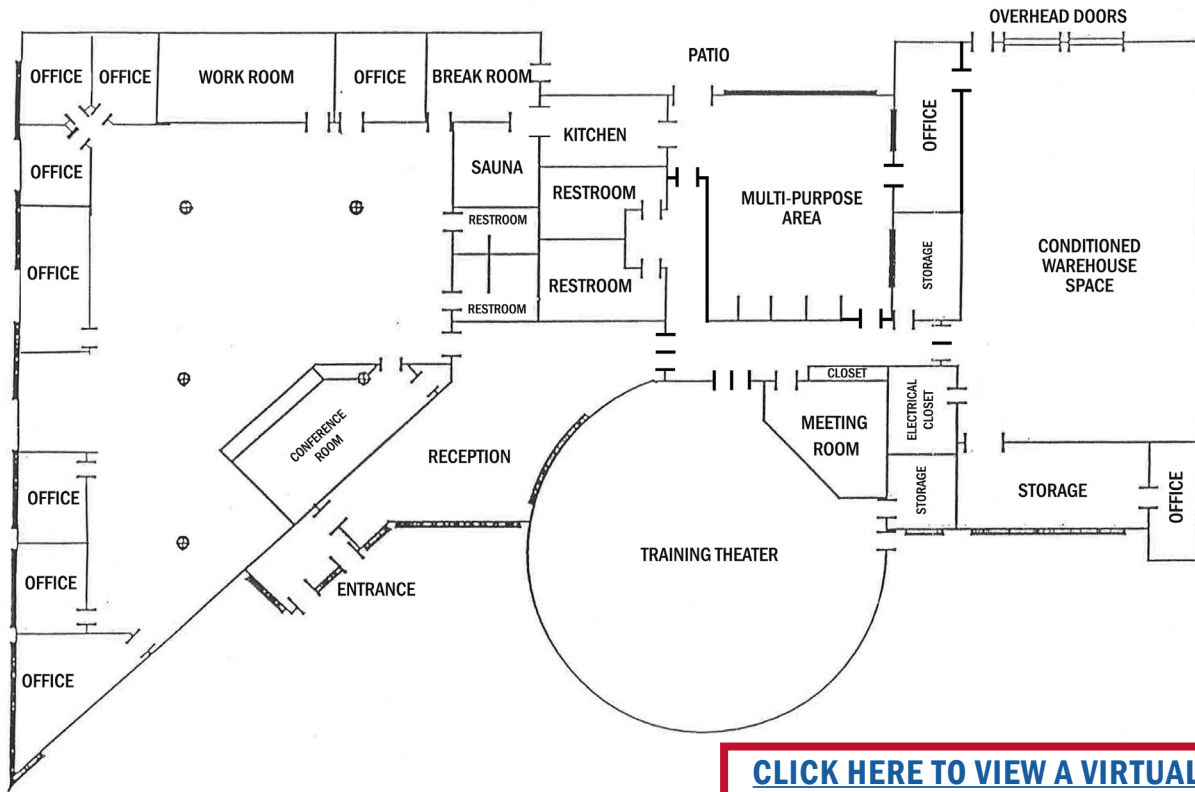 OVERHEAD DOORS
PATIO
OFFICE
OFFICE
WORK ROOM
OFFICE
BREAK ROOM
KITCHEN
OFFICE
OFFICE
SAUNA
RESTROOM
MULTI-PURPOSE
AREA
RESTROOM
OFFICE
STORAGE
CONDITIONED
WAREHOUSE
SPACE
RESTROOM
RESTROOM
CLOSET
CONFERENCE
ROOM
RECEPTION
MEETING
ROOM
ELECTRICAL
CLOSET
OFFICE
STORAGE
STORAGE
OFFICE
TRAINING THEATER
OFFICE
ENTRANCE
OFFICE
CLICK HERE TO VIEW A VIRTUAL